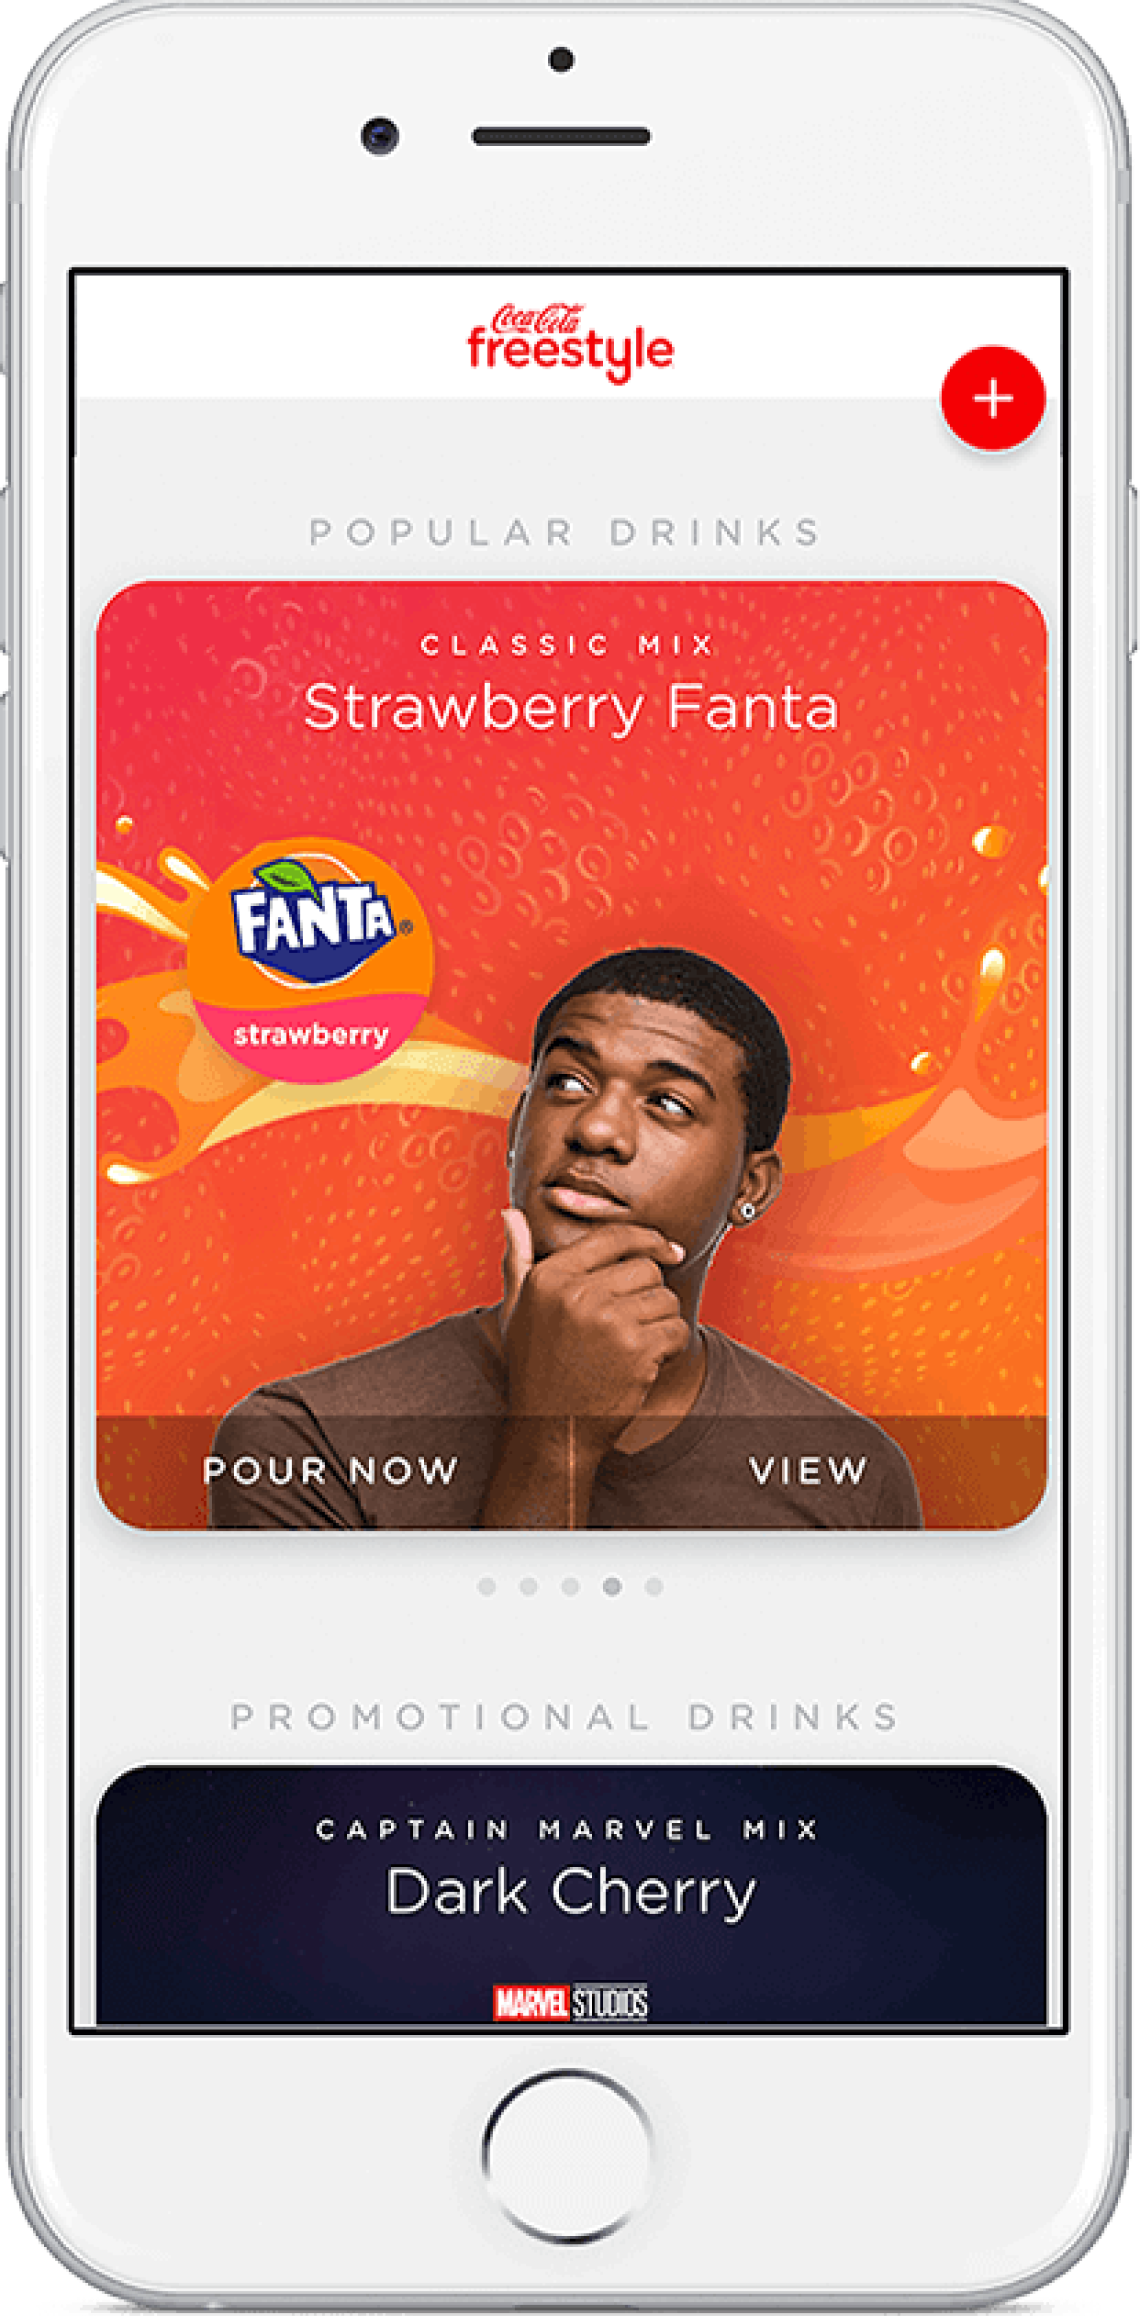 Coca-Cola
freestyle
+
POPULAR DRINKS
CLASSIC MIX
Strawberry Fanta
FANTA®
strawberry
POUR NOW
VIEW
PROMOTIONAL DRINKS
CAPTAIN MARVEL MIX
Dark Cherry
MARVEL STUDIOS